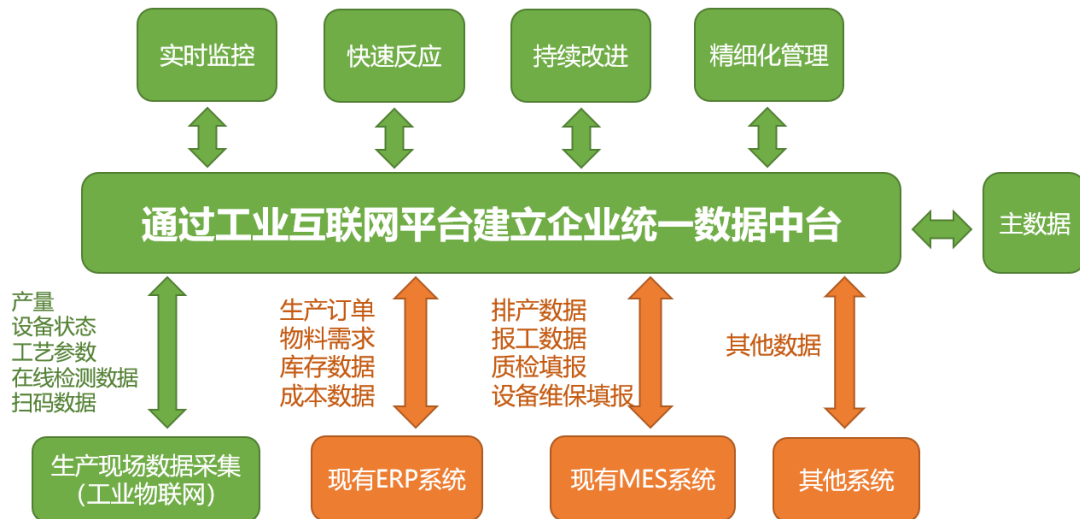 实时监控
快速反应
持续改进
精细化管理
通过工业互联网平台建立企业统一数据中台
主数据
产量
设备状态
工艺参数
在线检测数据
扫码数据
生产订单
物料需求
库存数据
成本数据
排产数据
报工数据
质检填报
设备维保填报
其他数据
生产现场数据采集
（工业物联网）
现有ERP系统
现有MES系统
其他系统